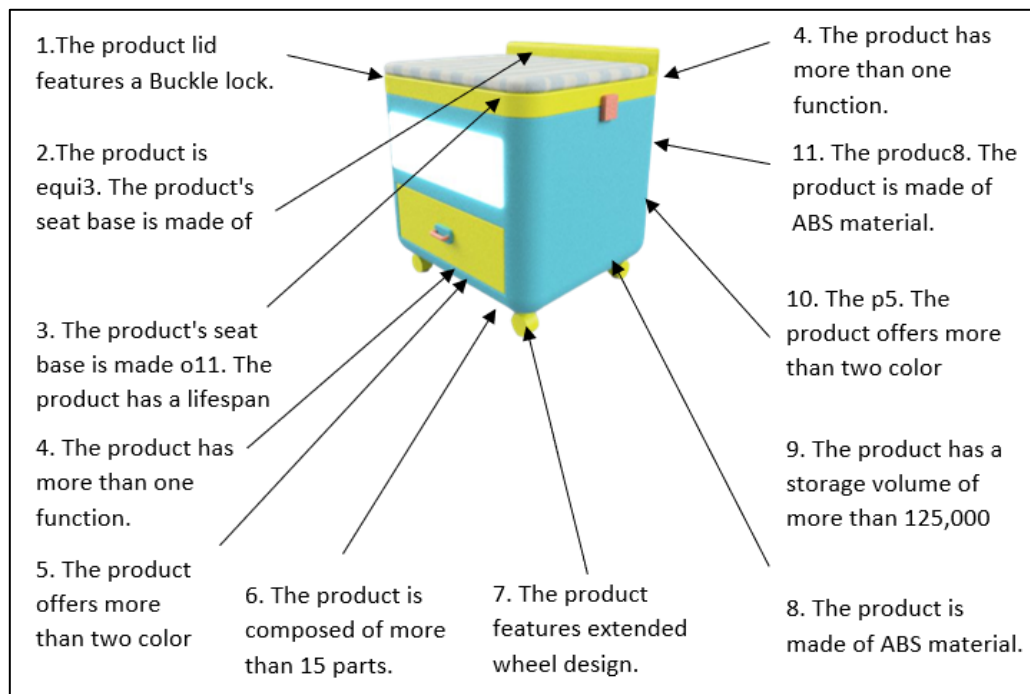 1.The product lid
features a Buckle lock.
2.The product is
equi3. The product's
seat base is made of
3. The product's seat
base is made o11. The
product has a lifespan
4. The product has
more than one
function.
5. The product
offers more
than two color
6. The product is
composed of more
than 15 parts.
7. The product
features extended
wheel design.
4. The product has
more than one
function.
11. The produc8. The
product is made of
ABS material.
10. The p5. The
product offers more
than two color
9. The product has a
storage volume of
more than 125,000
8. The product is
made of ABS material.